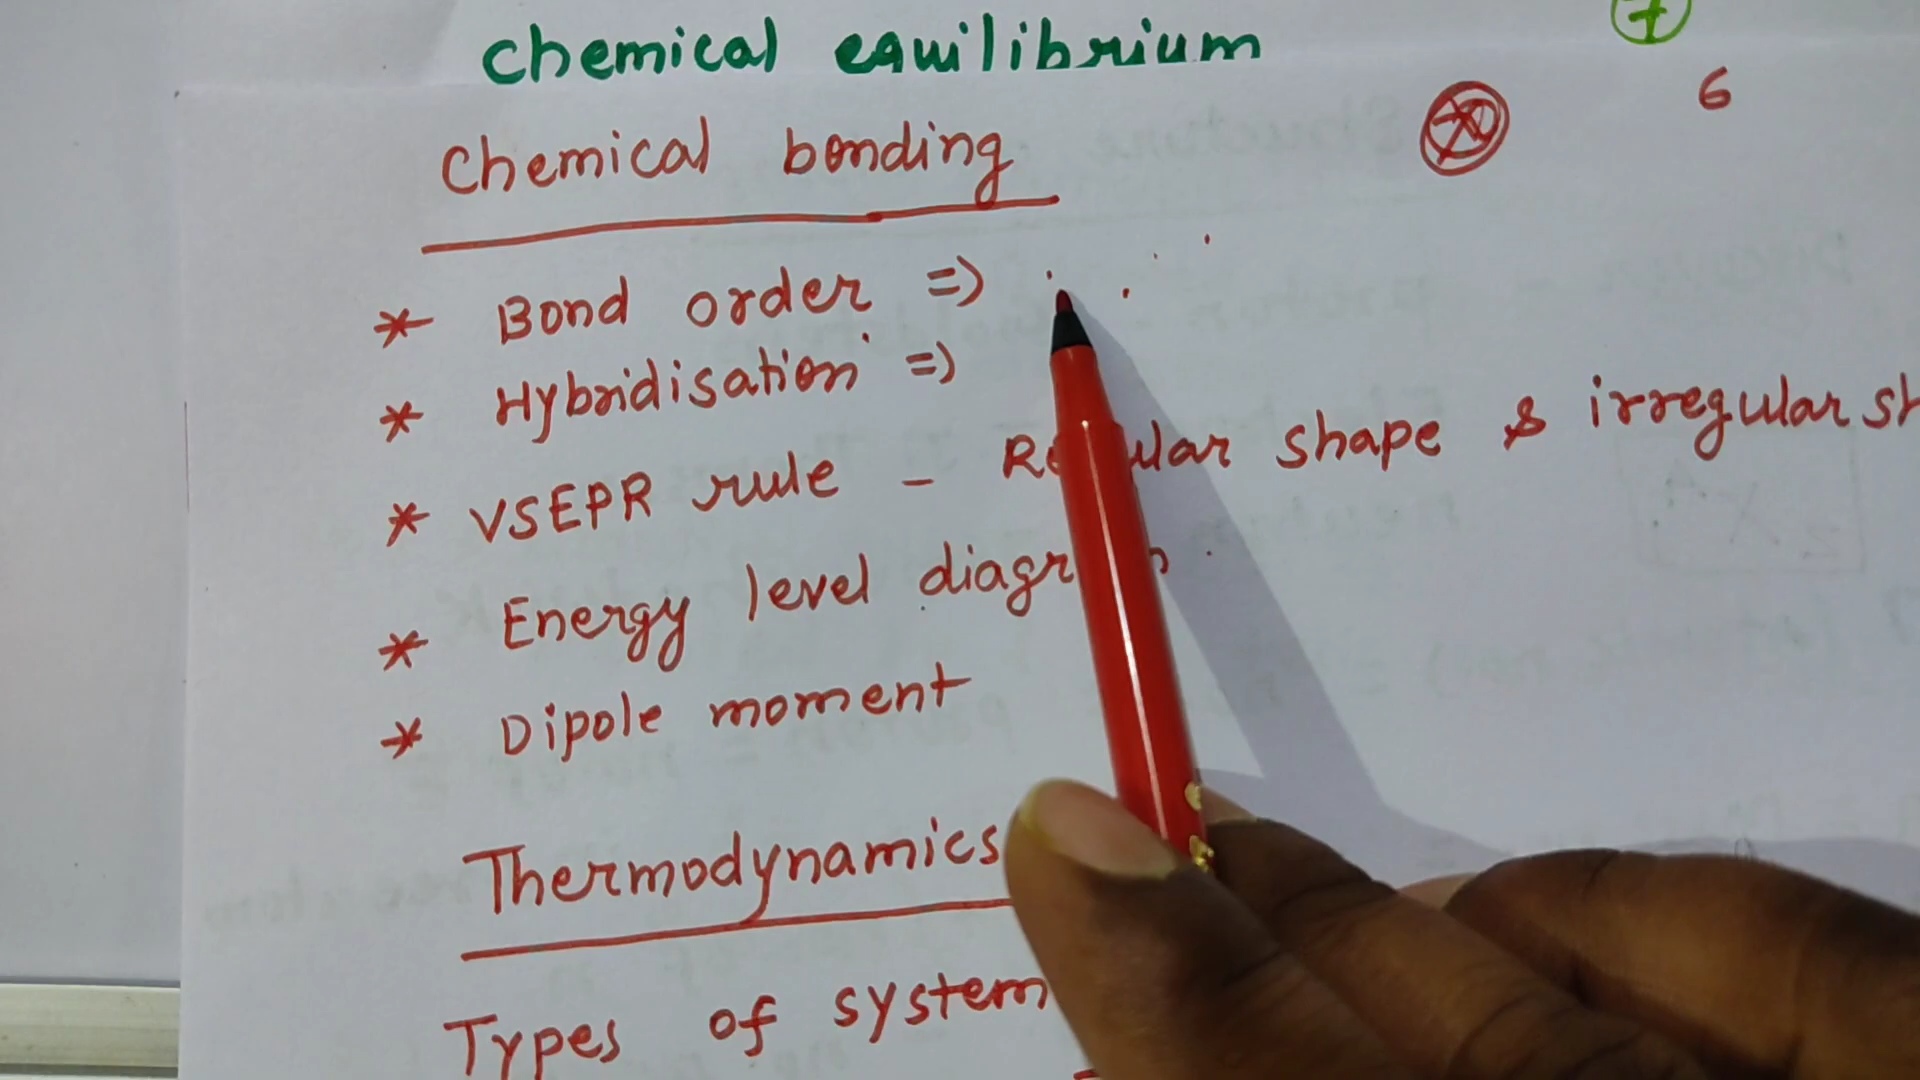 chemical equilibrium
7
chemical bonding
6
* Bond order =>
* Hybridisation =>
* VSEPR rule - shape & irregular
* Energy level
* Dipole moment
Thermodynamics
Types of system